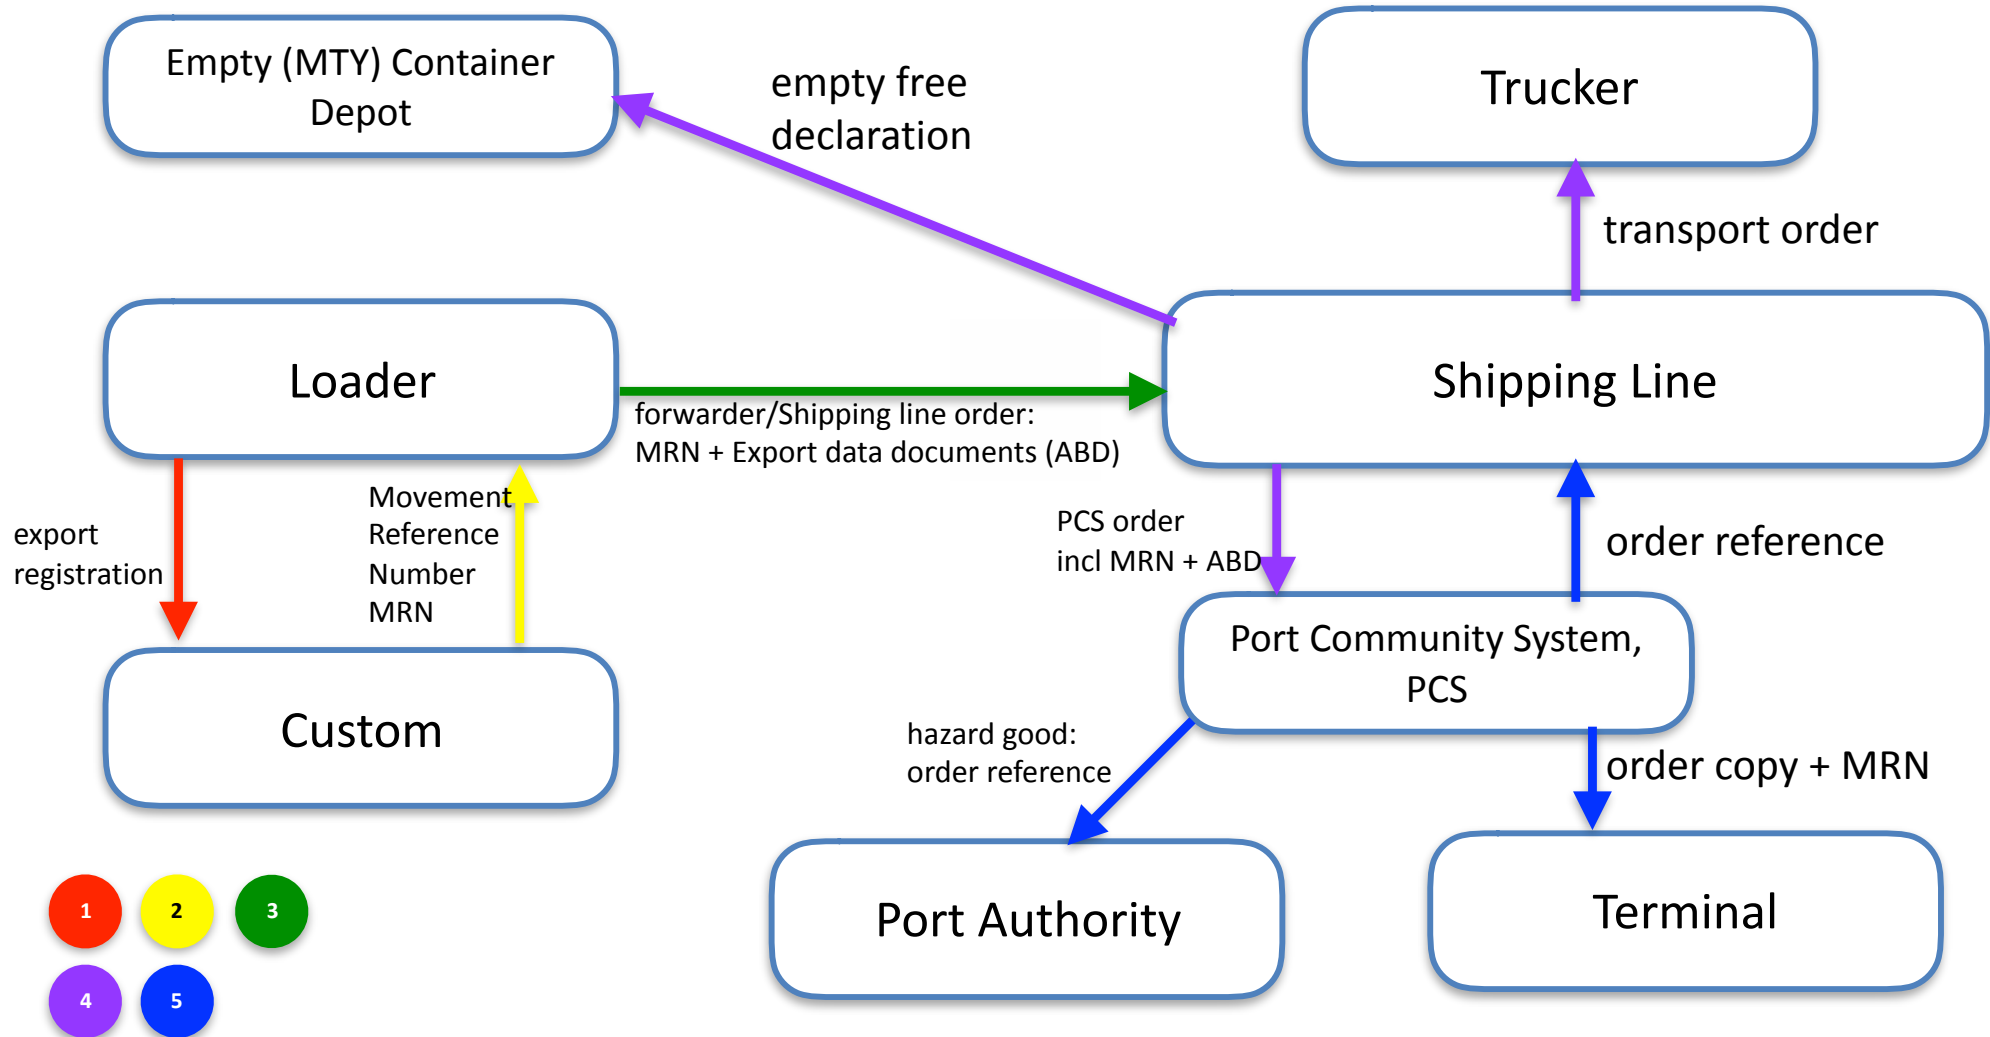 Empty (MTY) Container
Depot
empty free
declaration
Trucker
transport order
Loader
forwarder/Shipping line order:
MRN + Export data documents (ABD)
Shipping Line
export
registration
Movement
Reference
Number
MRN
PCS order
incl MRN + ABD
order reference
Custom
Port Community System,
PCS
hazard good:
order reference
order copy + MRN
Port Authority
Terminal
1
2
3
4
5